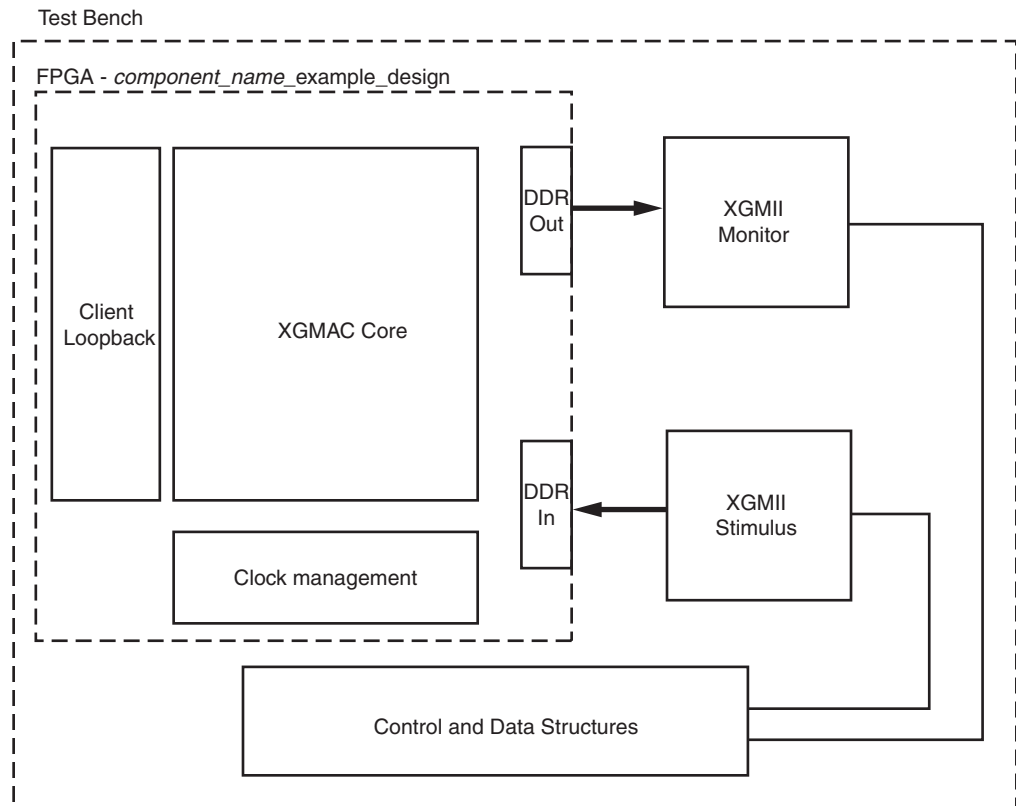 Test Bench
FPGA - component_name_example_design
Client
Loopback
XGMAC Core
DDR
Out
XGMII
Monitor
DDR
In
XGMII
Stimulus
Clock management
Control and Data Structures